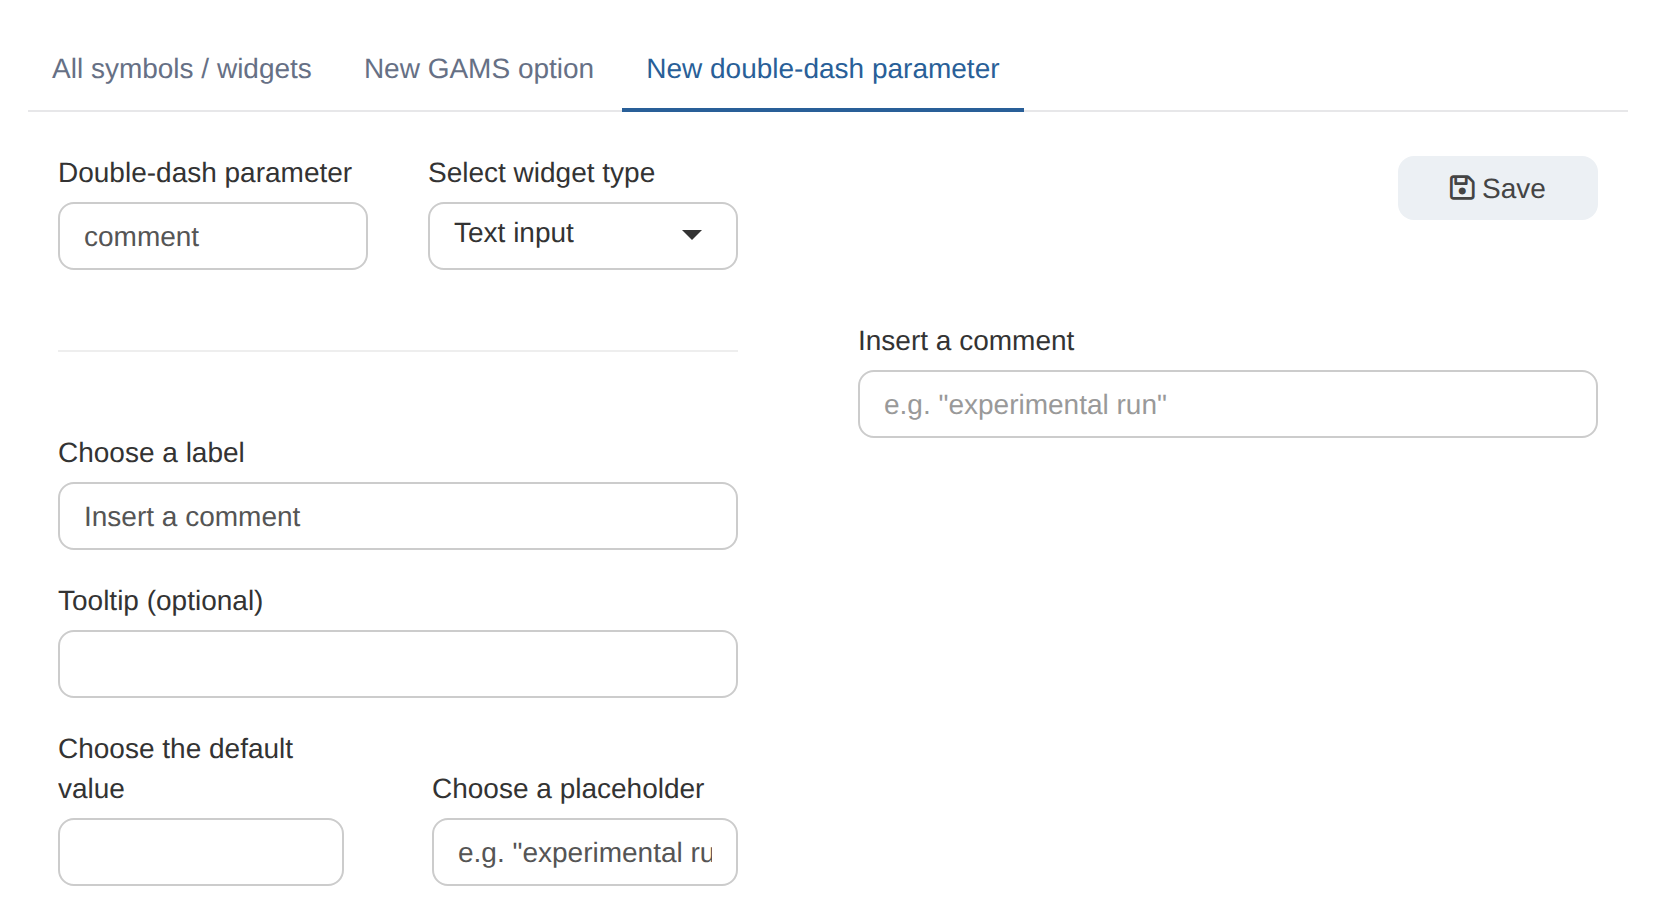 All symbols / widgets
New GAMS option
New double-dash parameter
Double-dash parameter
Select widget type
Save
comment
Text input
Insert a comment
e.g. "experimental run"
Choose a label
Insert a comment
Tooltip (optional)
Choose the default
value
Choose a placeholder
e.g. "experimental ru